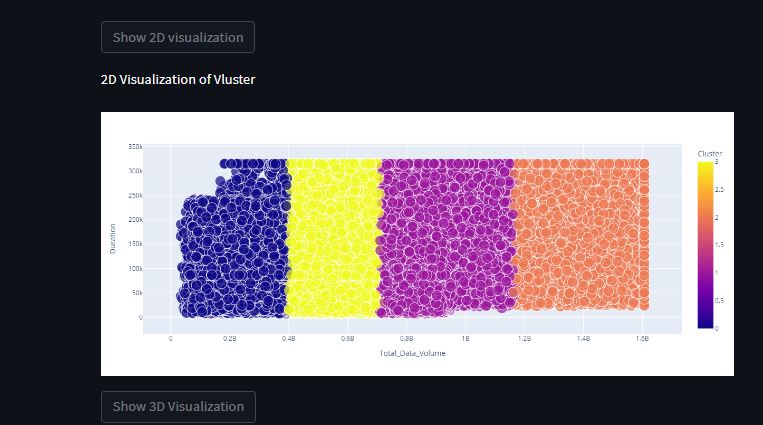 Show 2D visualization
2D Visualization of Vluster
Cluster
350k
300k
250k
200k
150k
100k
50k
0
Duration
3
2.5
2
1.5
1
0.5
0
0
0.2B
0.4B
0.6B
0.8B
1B
1.2B
1.4B
1.6B
Total_Data_Volume
Show 3D Visualization